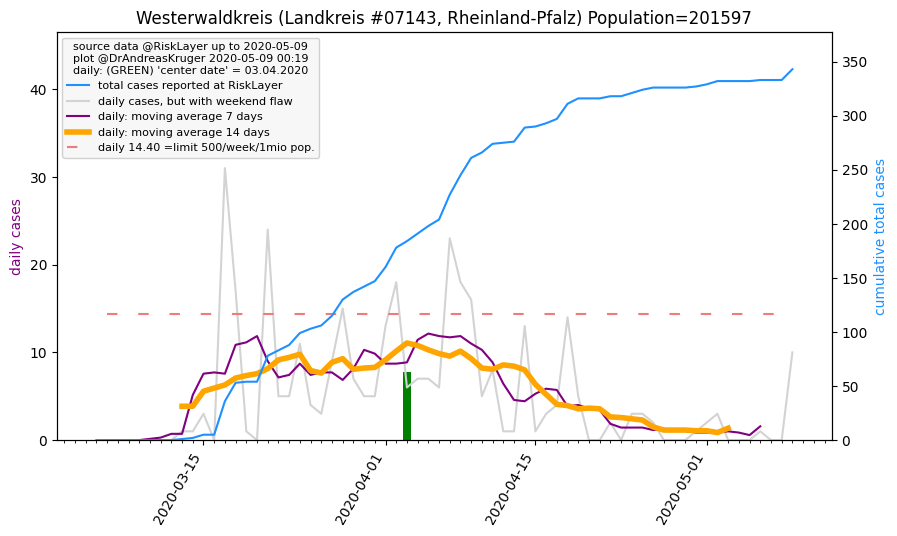 Westerwaldkreis (Landkreis #07143, Rheinland-Pfalz) Population=201597
source data @RiskLayer up to 2020-05-09
plot @DrAndreasKruger 2020-05-09 00:19
daily: (GREEN) 'center date' = 03.04.2020
total cases reported at RiskLayer
daily cases, but with weekend flaw
daily: moving average 7 days
daily: moving average 14 days
daily 14.40 =limit 500/week/1mio pop.
daily cases
0
10
20
30
40
cumulative total cases
0
50
100
150
200
250
300
350
2020-03-15
2020-04-01
2020-04-15
2020-05-01